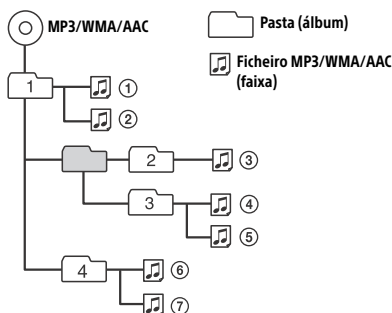 MP3/WMA/AAC
Pasta (álbum)
Ficheiro MP3/WMA/AAC
(faixa)
1
①
②
2
③
3
④
⑤
4
⑥
⑦